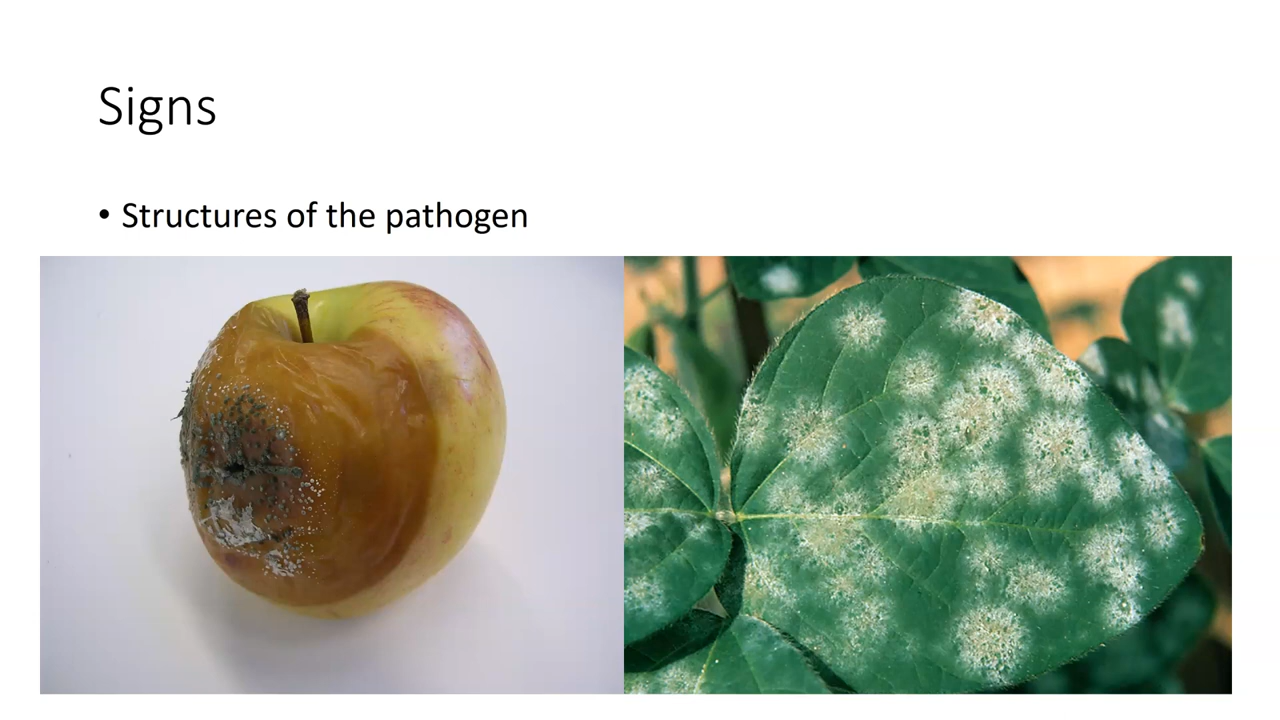 Signs
• Structures of the pathogen